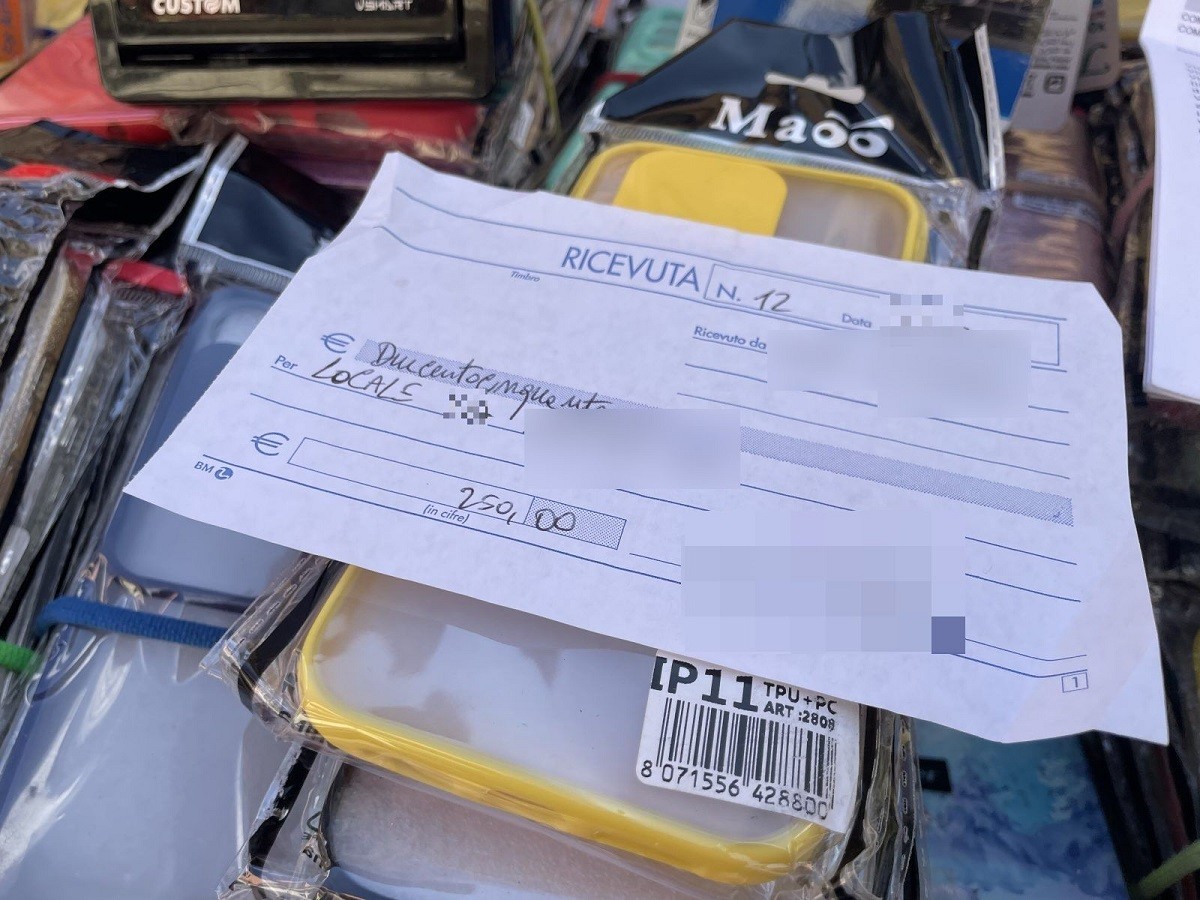 CUSTOM
Maoo
RICEVUTA N. 12
Timbro
Data
Ricevuto da
€ Duecentocinquanta
Per LOCALE
€ 250,00
(in cifre)
BM
1
IP11 TPU+PC
ART :2808
8 071556 428800